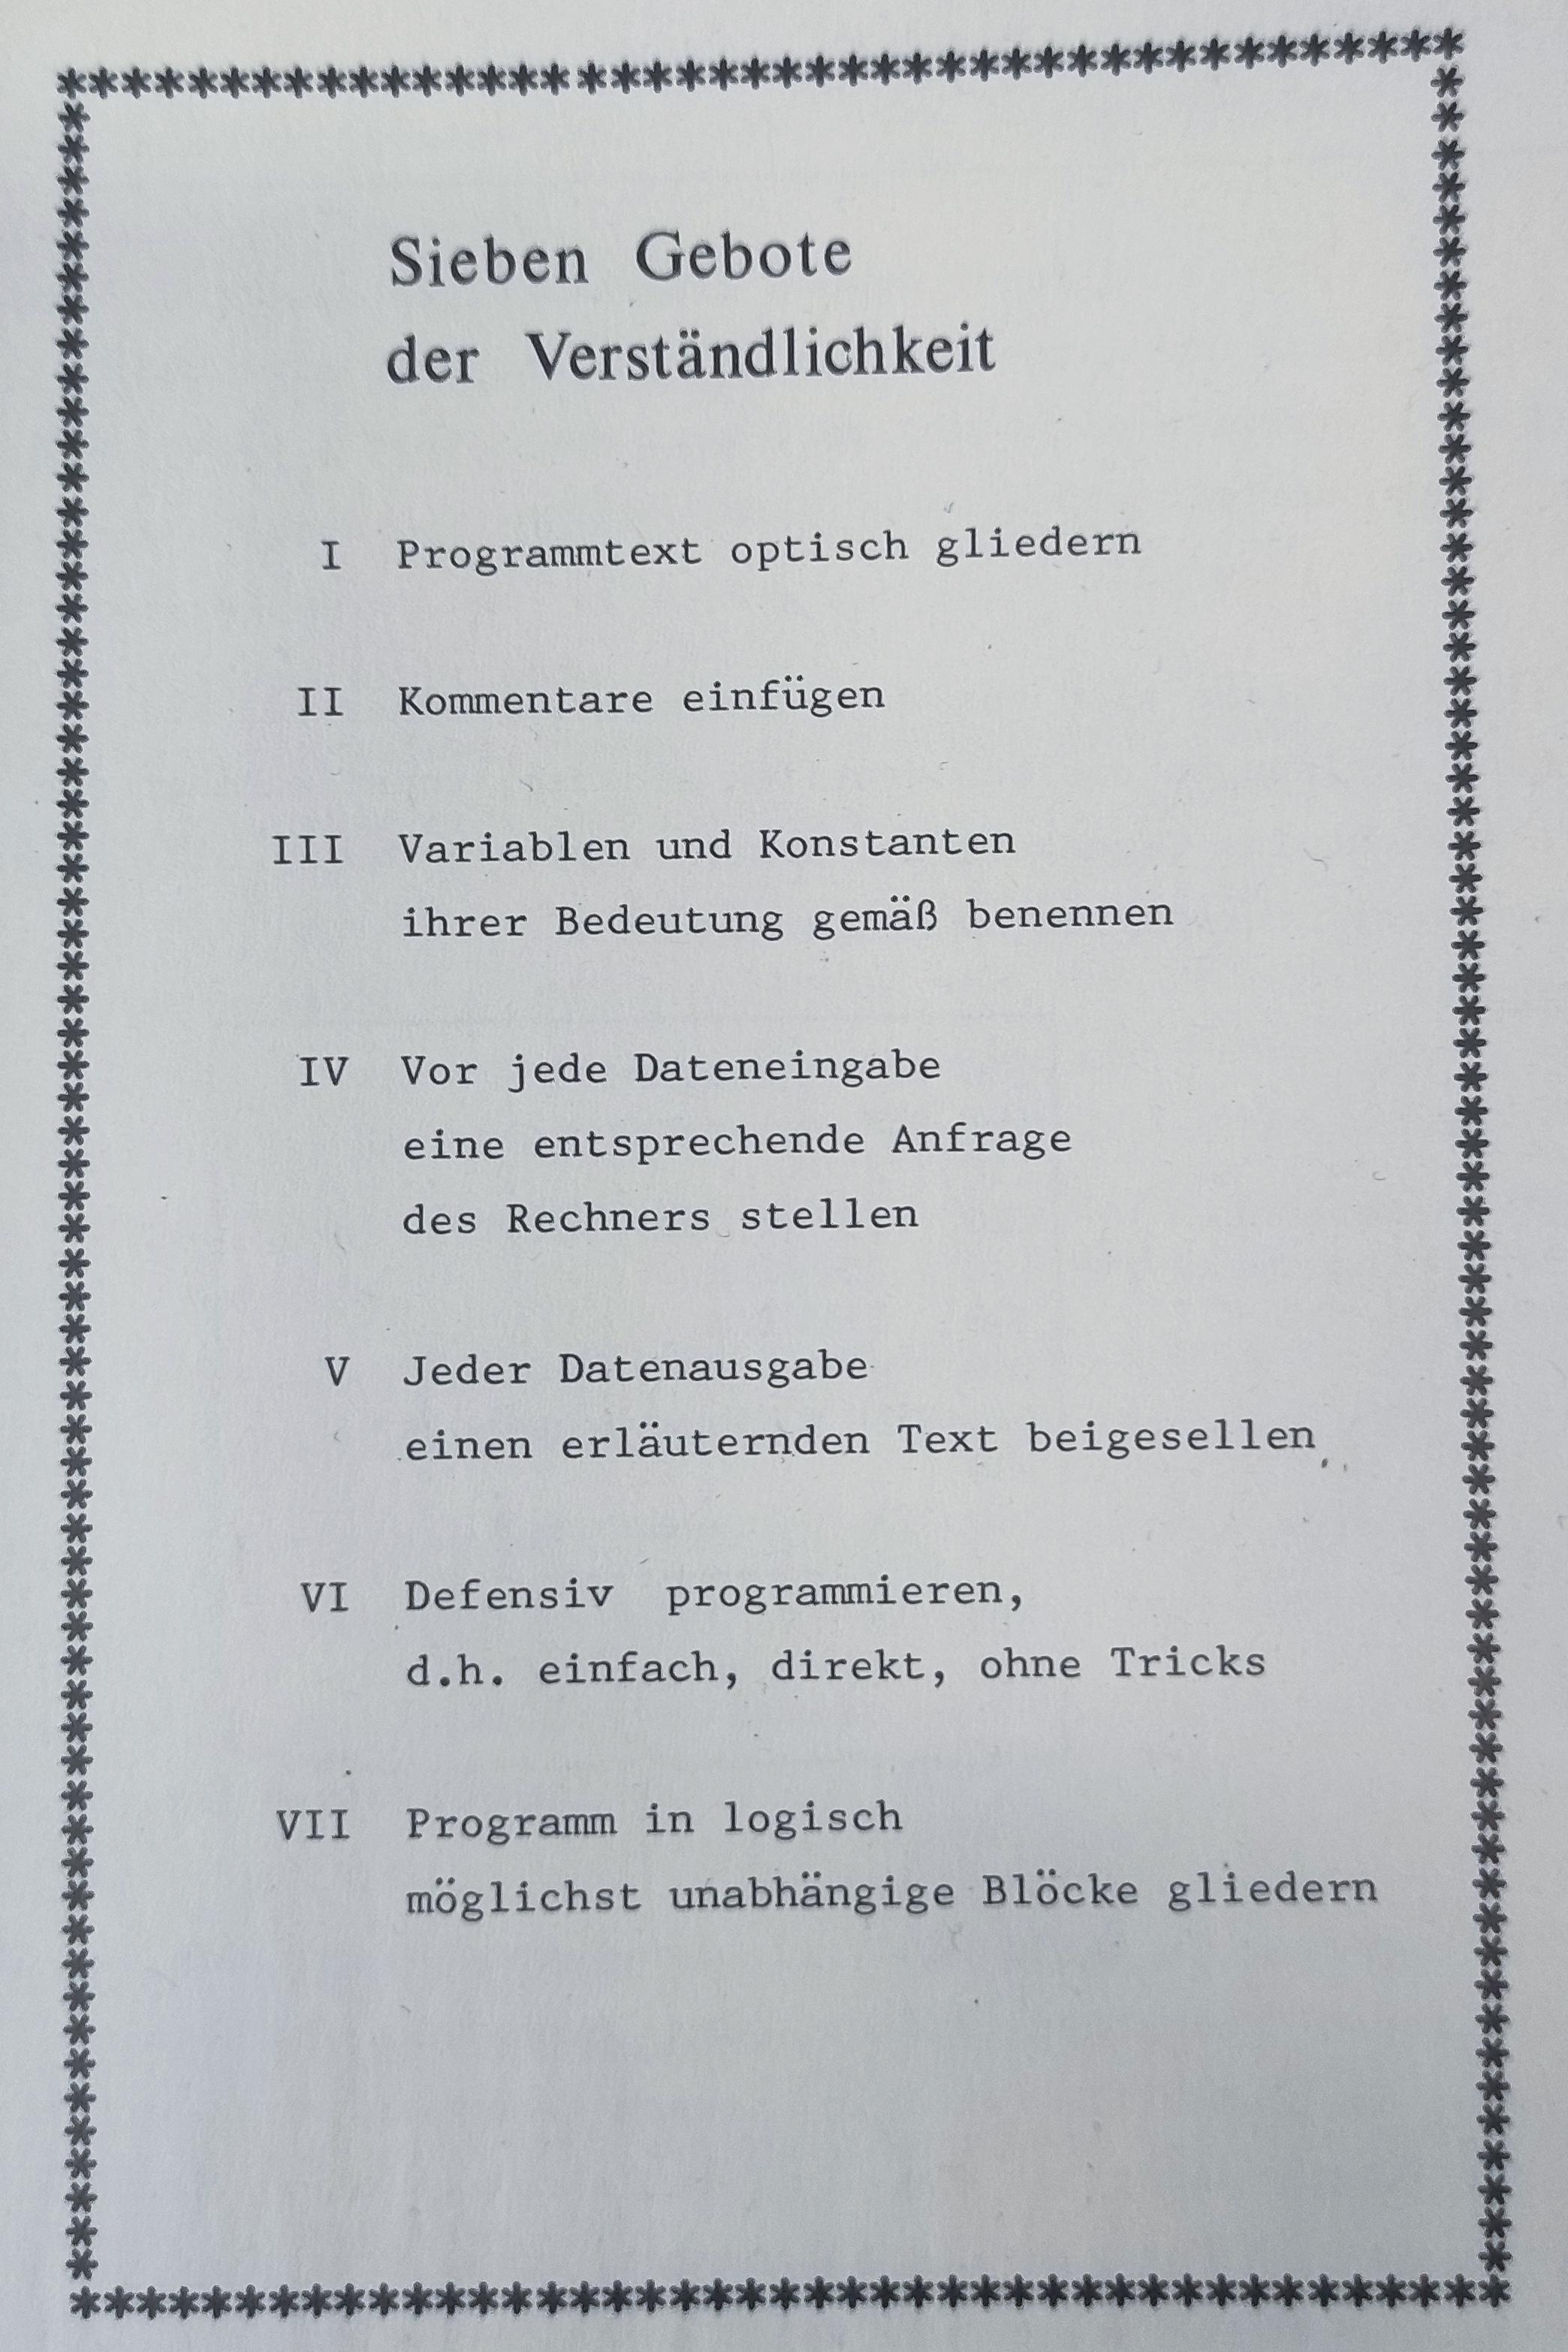 Sieben Gebote
der Verständlichkeit
I Programmtext optisch gliedern
II Kommentare einfügen
III Variablen und Konstanten
ihrer Bedeutung gemäß benennen
IV Vor jede Dateneingabe
eine entsprechende Anfrage
des Rechners stellen
V Jeder Datenausgabe
einen erläuternden Text beigesellen
VI Defensiv programmieren,
d.h. einfach, direkt, ohne Tricks
VII Programm in logisch
möglichst unabhängige Blöcke gliedern